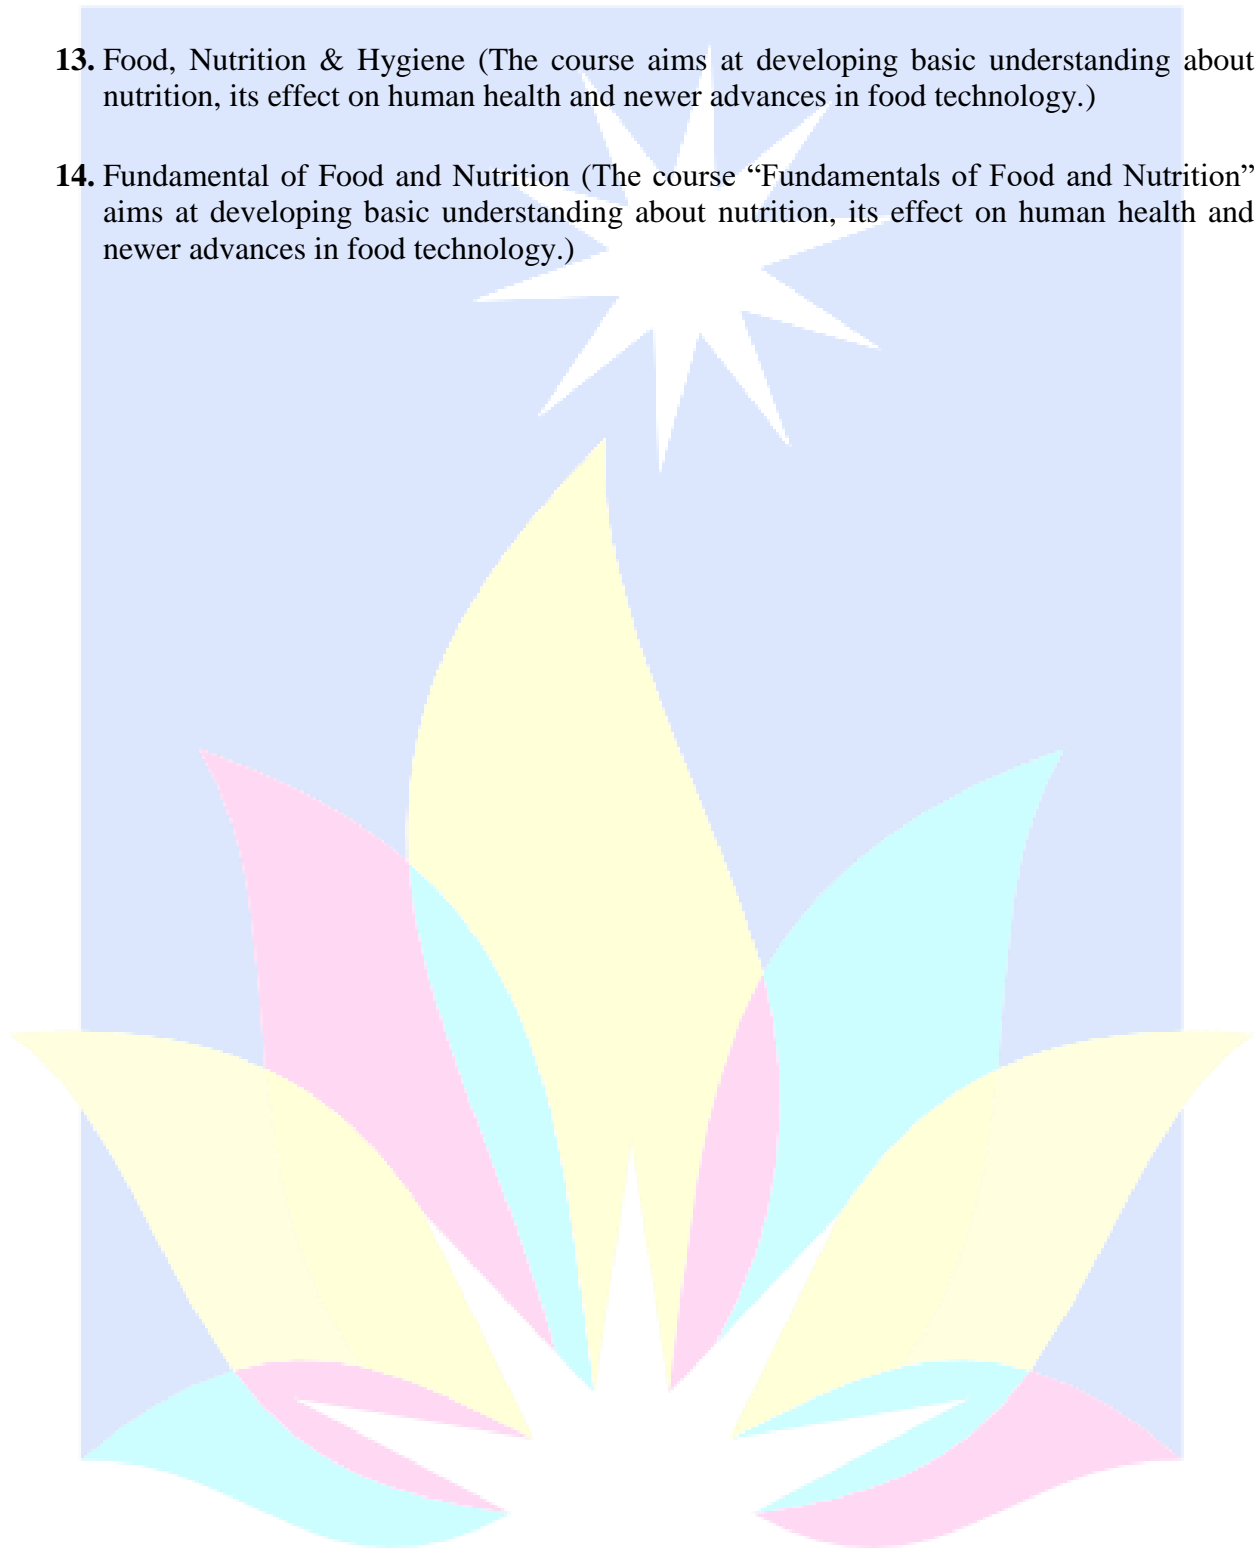 13. Food, Nutrition & Hygiene (The course aims at developing basic understanding about
nutrition, its effect on human health and newer advances in food technology.)
14. Fundamental of Food and Nutrition (The course “Fundamentals of Food and Nutrition”
aims at developing basic understanding about nutrition, its effect on human health and
newer advances in food technology.)